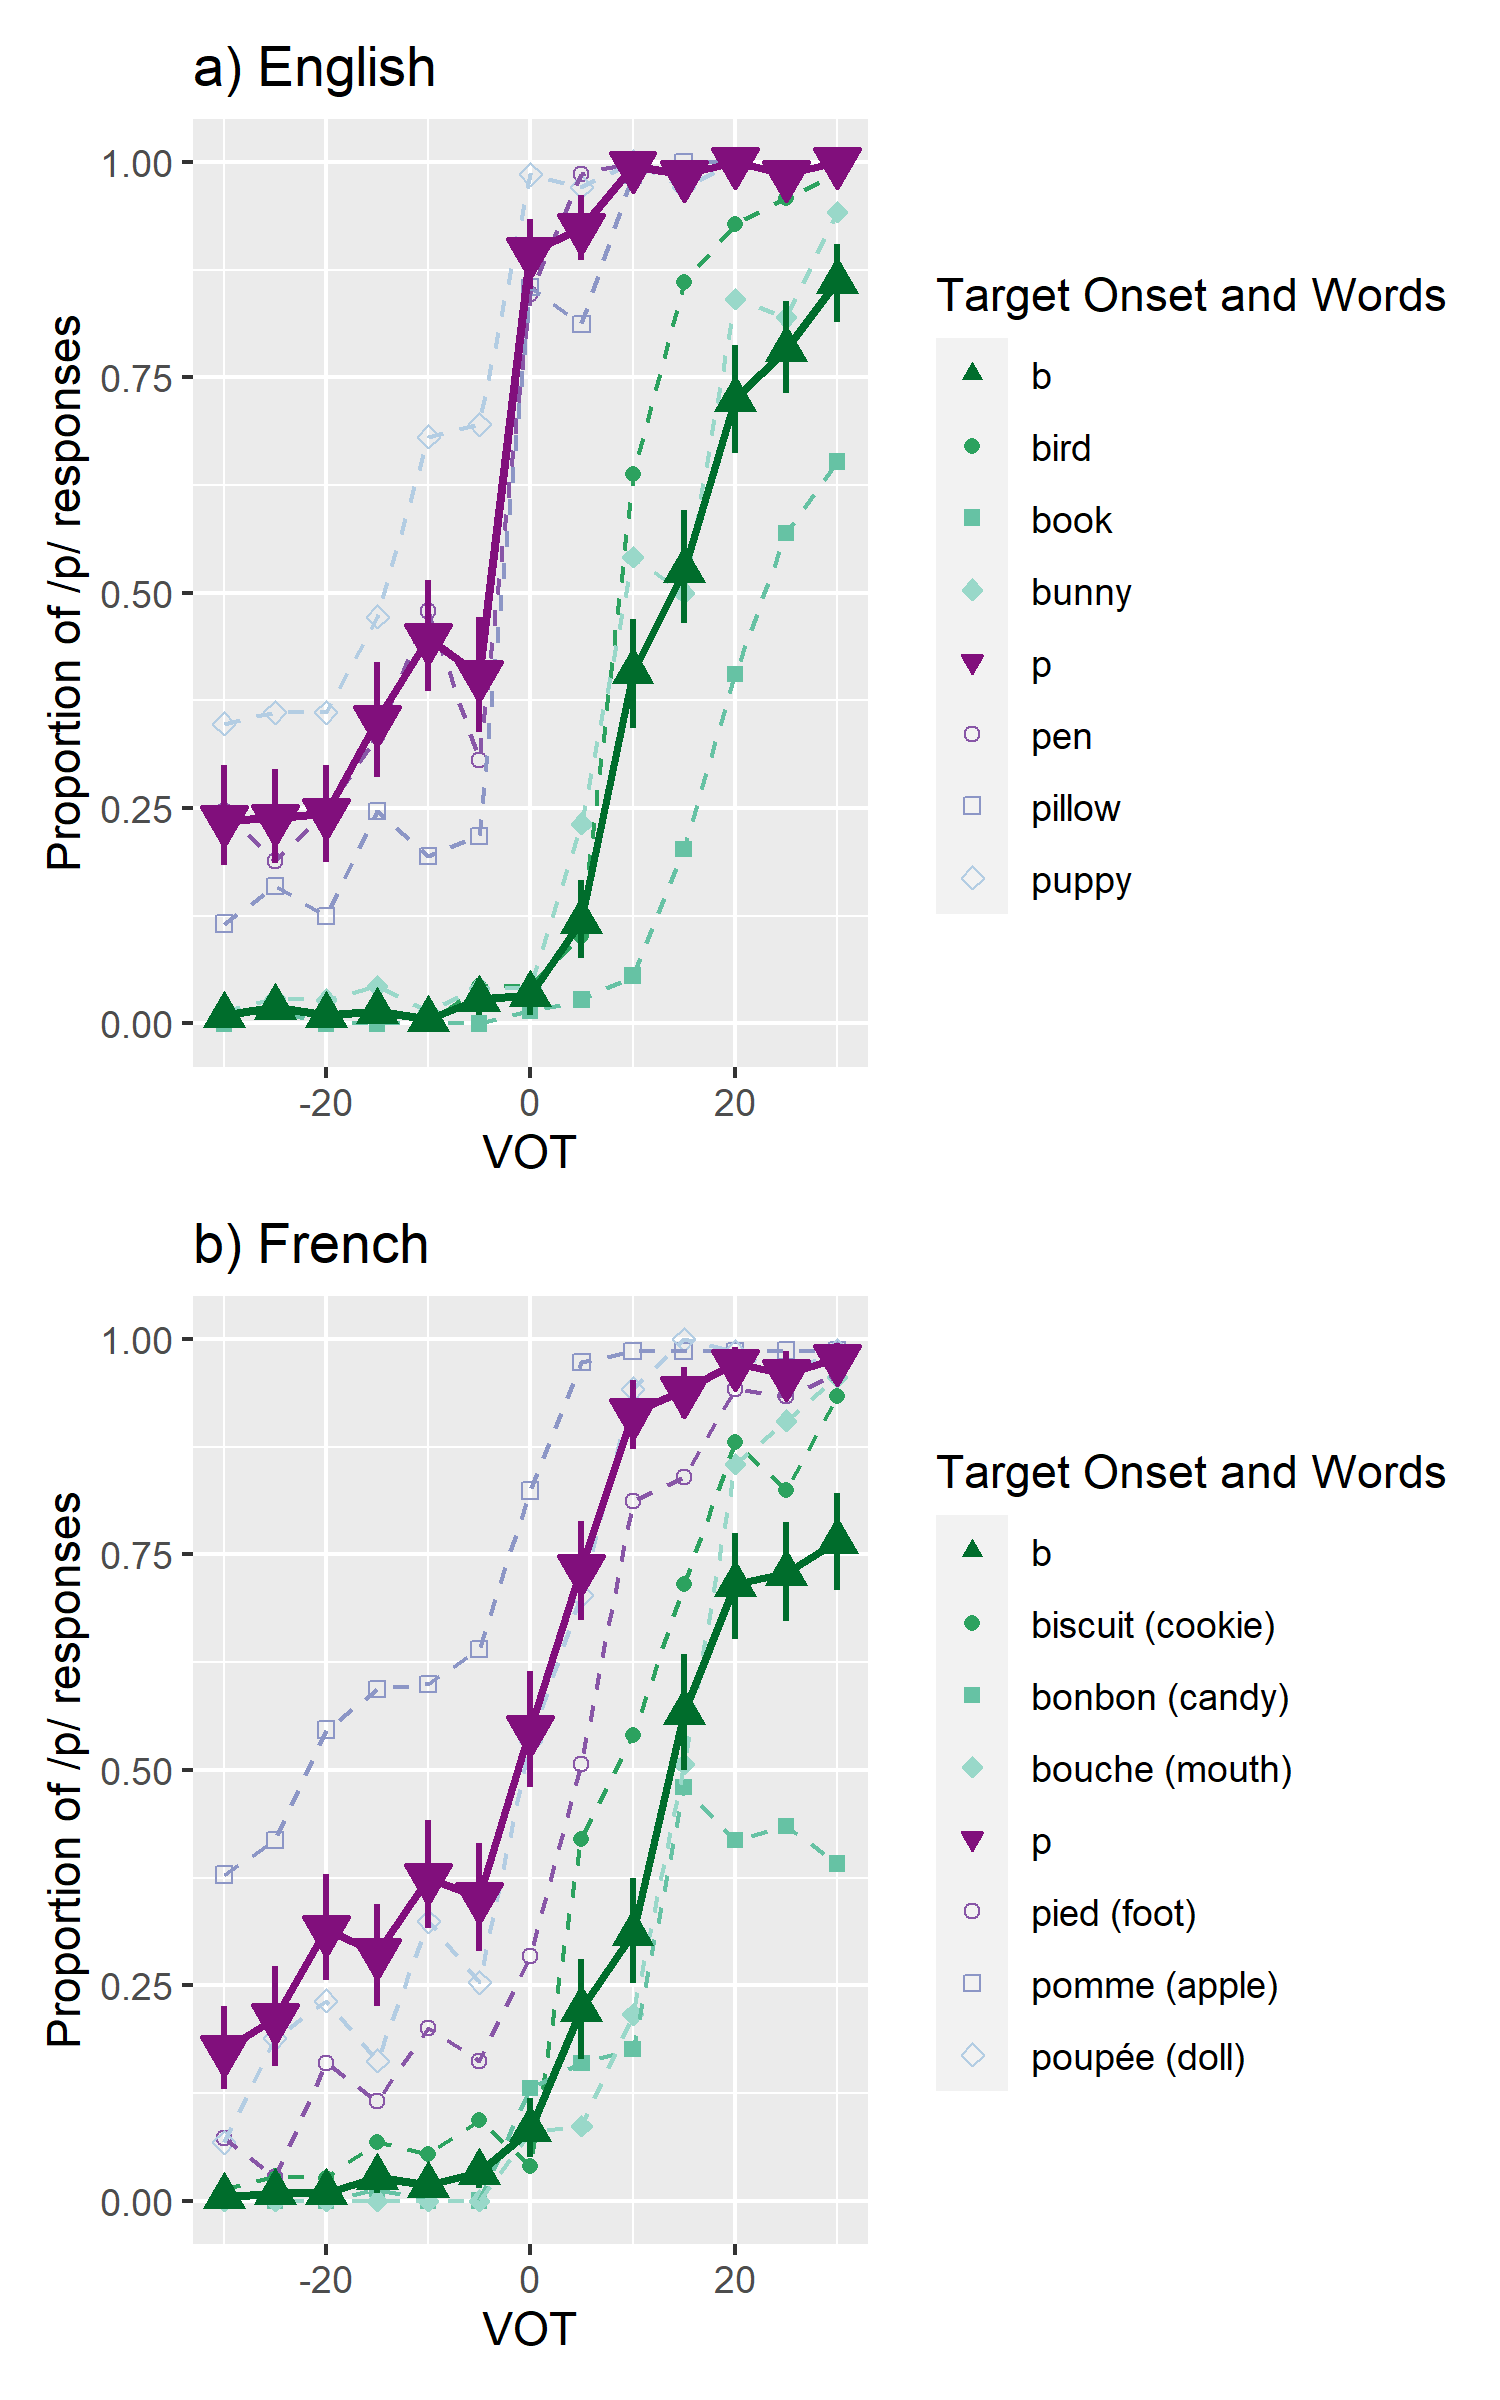 a) English
Proportion of /p/ responses
1.00
0.75
0.50
0.25
0.00
-20 0 20
VOT
Target Onset and Words
b
bird
book
bunny
p
pen
pillow
puppy
b) French
Proportion of /p/ responses
1.00
0.75
0.50
0.25
0.00
-20 0 20
VOT
Target Onset and Words
b
biscuit (cookie)
bonbon (candy)
bouche (mouth)
p
pied (foot)
pomme (apple)
poupée (doll)